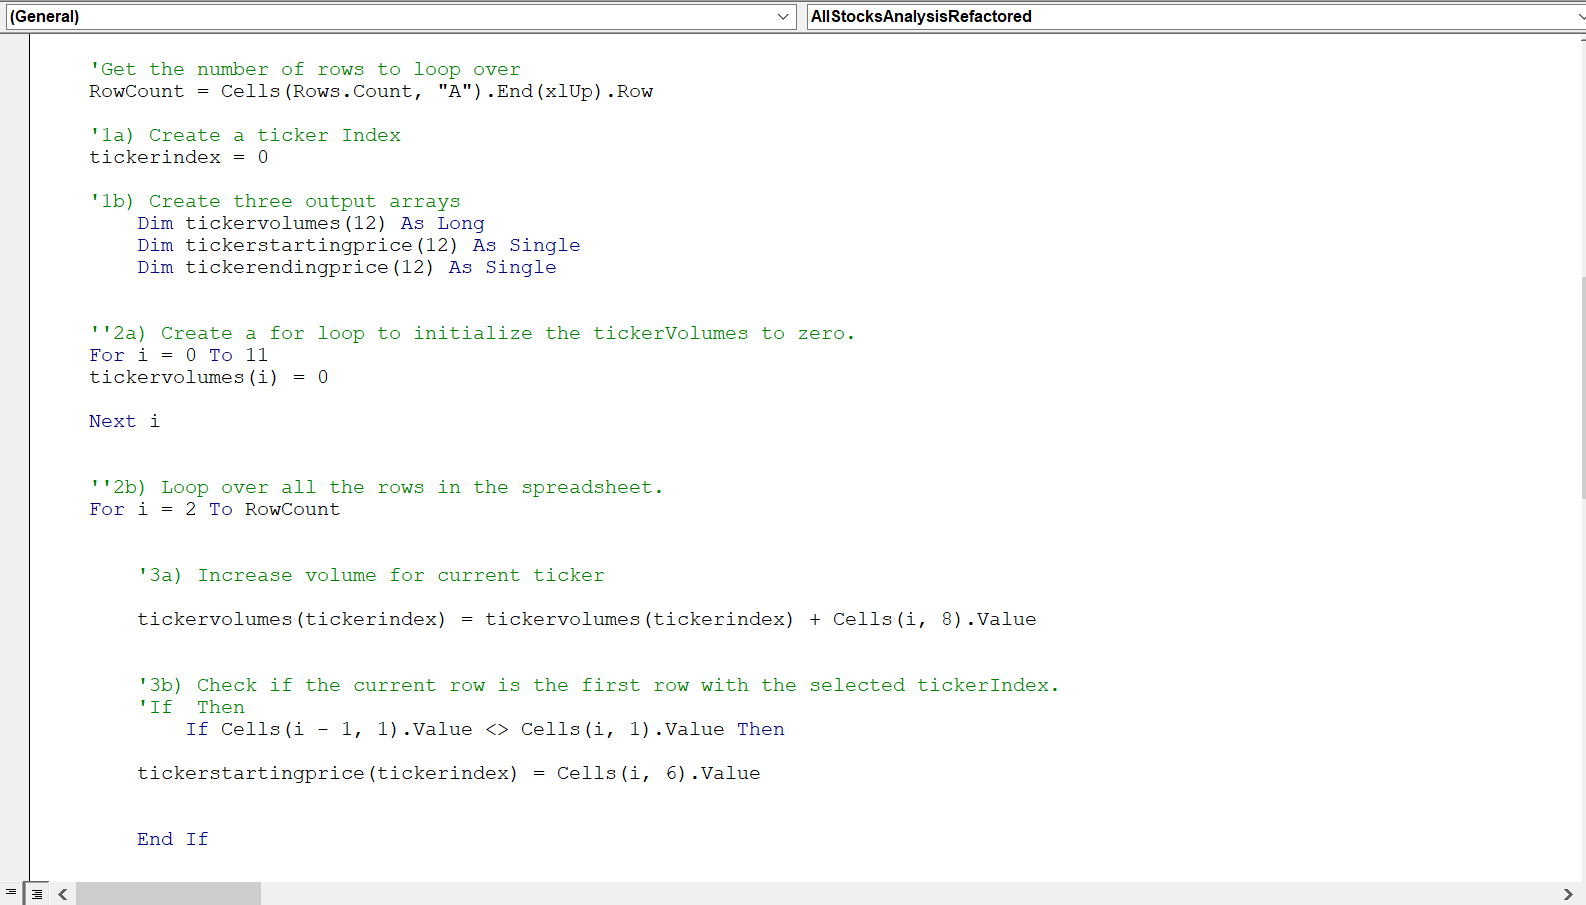 (General)
AllStocksAnalysisRefactored
'Get the number of rows to loop over
RowCount = Cells(Rows.Count, "A").End(xlUp).Row
'1a) Create a ticker Index
tickerindex = 0
'1b) Create three output arrays
Dim tickervolumes(12) As Long
Dim tickerstartingprice(12) As Single
Dim tickerendingprice(12) As Single
''2a) Create a for loop to initialize the tickerVolumes to zero.
For i = 0 To 11
tickervolumes(i) = 0
Next i
''2b) Loop over all the rows in the spreadsheet.
For i = 2 To RowCount
'3a) Increase volume for current ticker
tickervolumes(tickerindex) = tickervolumes(tickerindex) + Cells(i, 8).Value
'3b) Check if the current row is the first row with the selected tickerIndex.
'If  Then
If Cells(i - 1, 1).Value <> Cells(i, 1).Value Then
tickerstartingprice(tickerindex) = Cells(i, 6).Value
End If